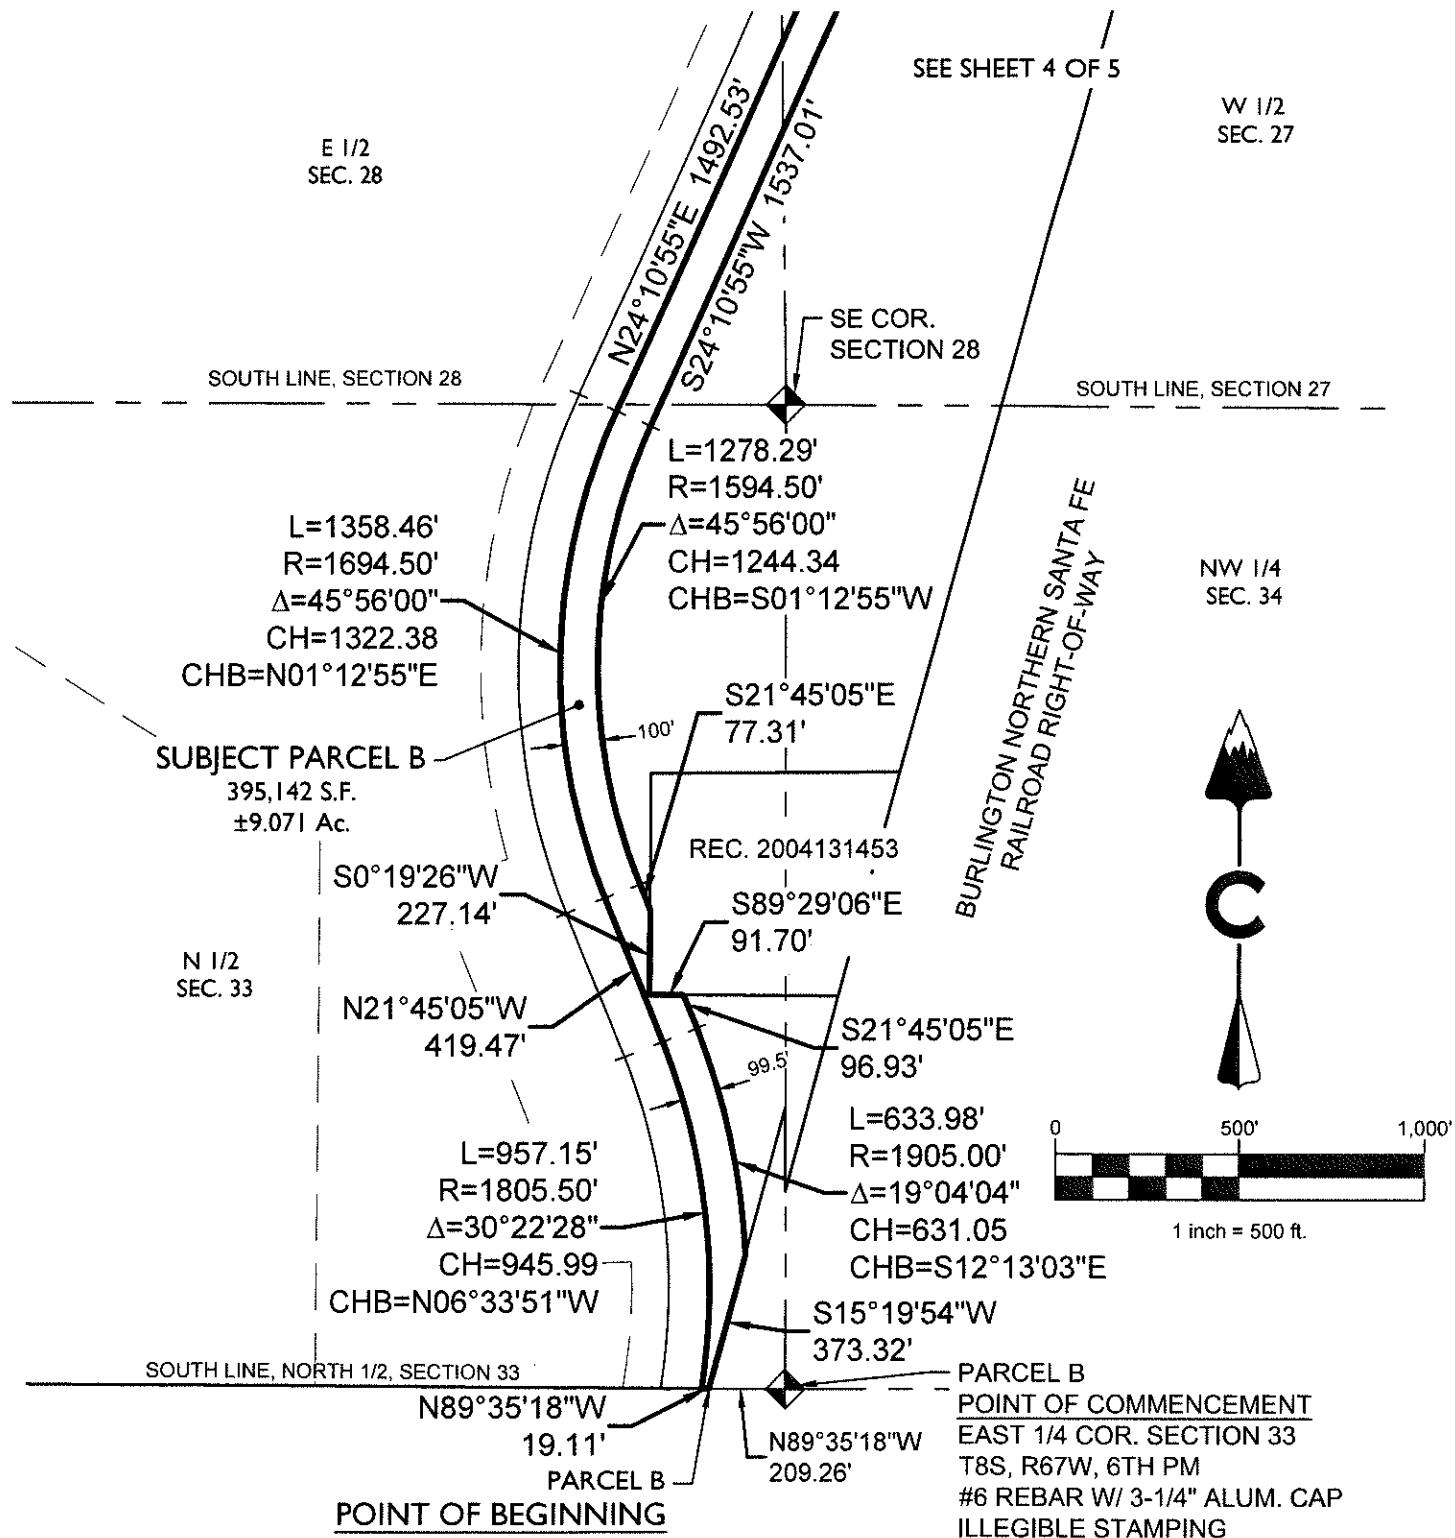 SEE SHEET 4 OF 5
W 1/2
SEC. 27
E 1/2
SEC. 28
N24°10'55"E 1492.53'
S24°10'55"W 1537.01'
SE COR.
SECTION 28
SOUTH LINE, SECTION 28
SOUTH LINE, SECTION 27
L=1278.29'
R=1594.50'
Δ=45°56'00"
CH=1244.34
CHB=S01°12'55"W
L=1358.46'
R=1694.50'
Δ=45°56'00"
CH=1322.38
CHB=N01°12'55"E
BURLINGTON NORTHERN SANTA FE
RAILROAD RIGHT-OF-WAY
NW 1/4
SEC. 34
S21°45'05"E
77.31'
100'
SUBJECT PARCEL B
395,142 S.F.
±9.071 Ac.
REC. 2004131453
S0°19'26"W
227.14'
S89°29'06"E
91.70'
C
N 1/2
SEC. 33
N21°45'05"W
419.47'
S21°45'05"E
96.93'
99.5'
L=633.98'
R=1905.00'
Δ=19°04'04"
CH=631.05
CHB=S12°13'03"E
0 500' 1,000'
1 inch = 500 ft.
L=957.15'
R=1805.50'
Δ=30°22'28"
CH=945.99
CHB=N06°33'51"W
S15°19'54"W
373.32'
SOUTH LINE, NORTH 1/2, SECTION 33
N89°35'18"W
19.11'
N89°35'18"W
209.26'
PARCEL B
POINT OF BEGINNING
PARCEL B
POINT OF COMMENCEMENT
EAST 1/4 COR. SECTION 33
T8S, R67W, 6TH PM
#6 REBAR W/ 3-1/4" ALUM. CAP
ILLEGIBLE STAMPING